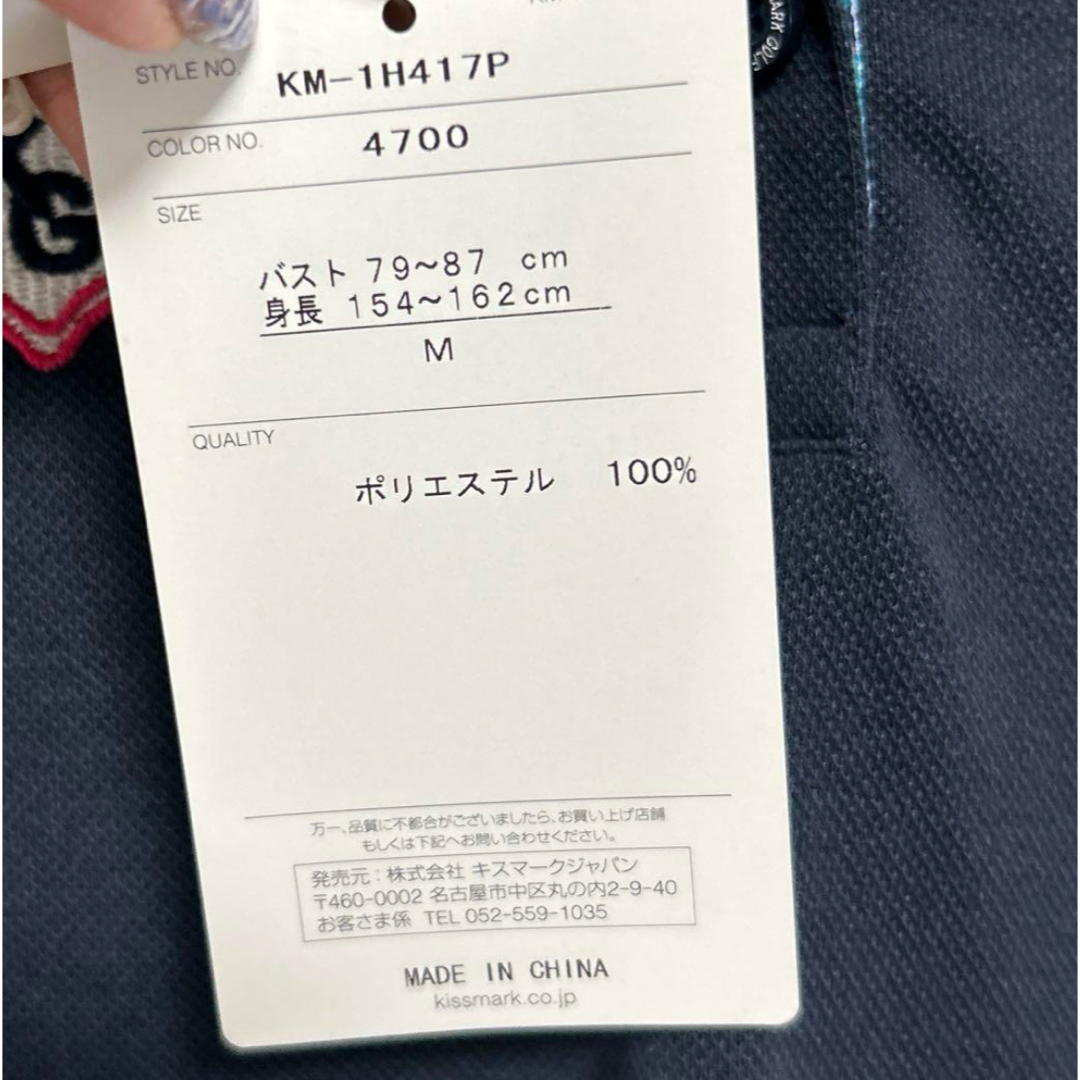 STYLE NO. KM-1H417P
COLOR NO. 4700
SIZE
バスト 79～87 cm
身長 154～162cm
M
QUALITY
ポリエステル 100%
万一、品質に不都合がございましたら、お買い上げ店舗
もしくは下記へお問い合わせください。
発売元：株式会社 キスマークジャパン
〒460-0002 名古屋市中区丸の内2-9-40
お客さま係 TEL 052-559-1035
MADE IN CHINA
kissmark.co.jp
G